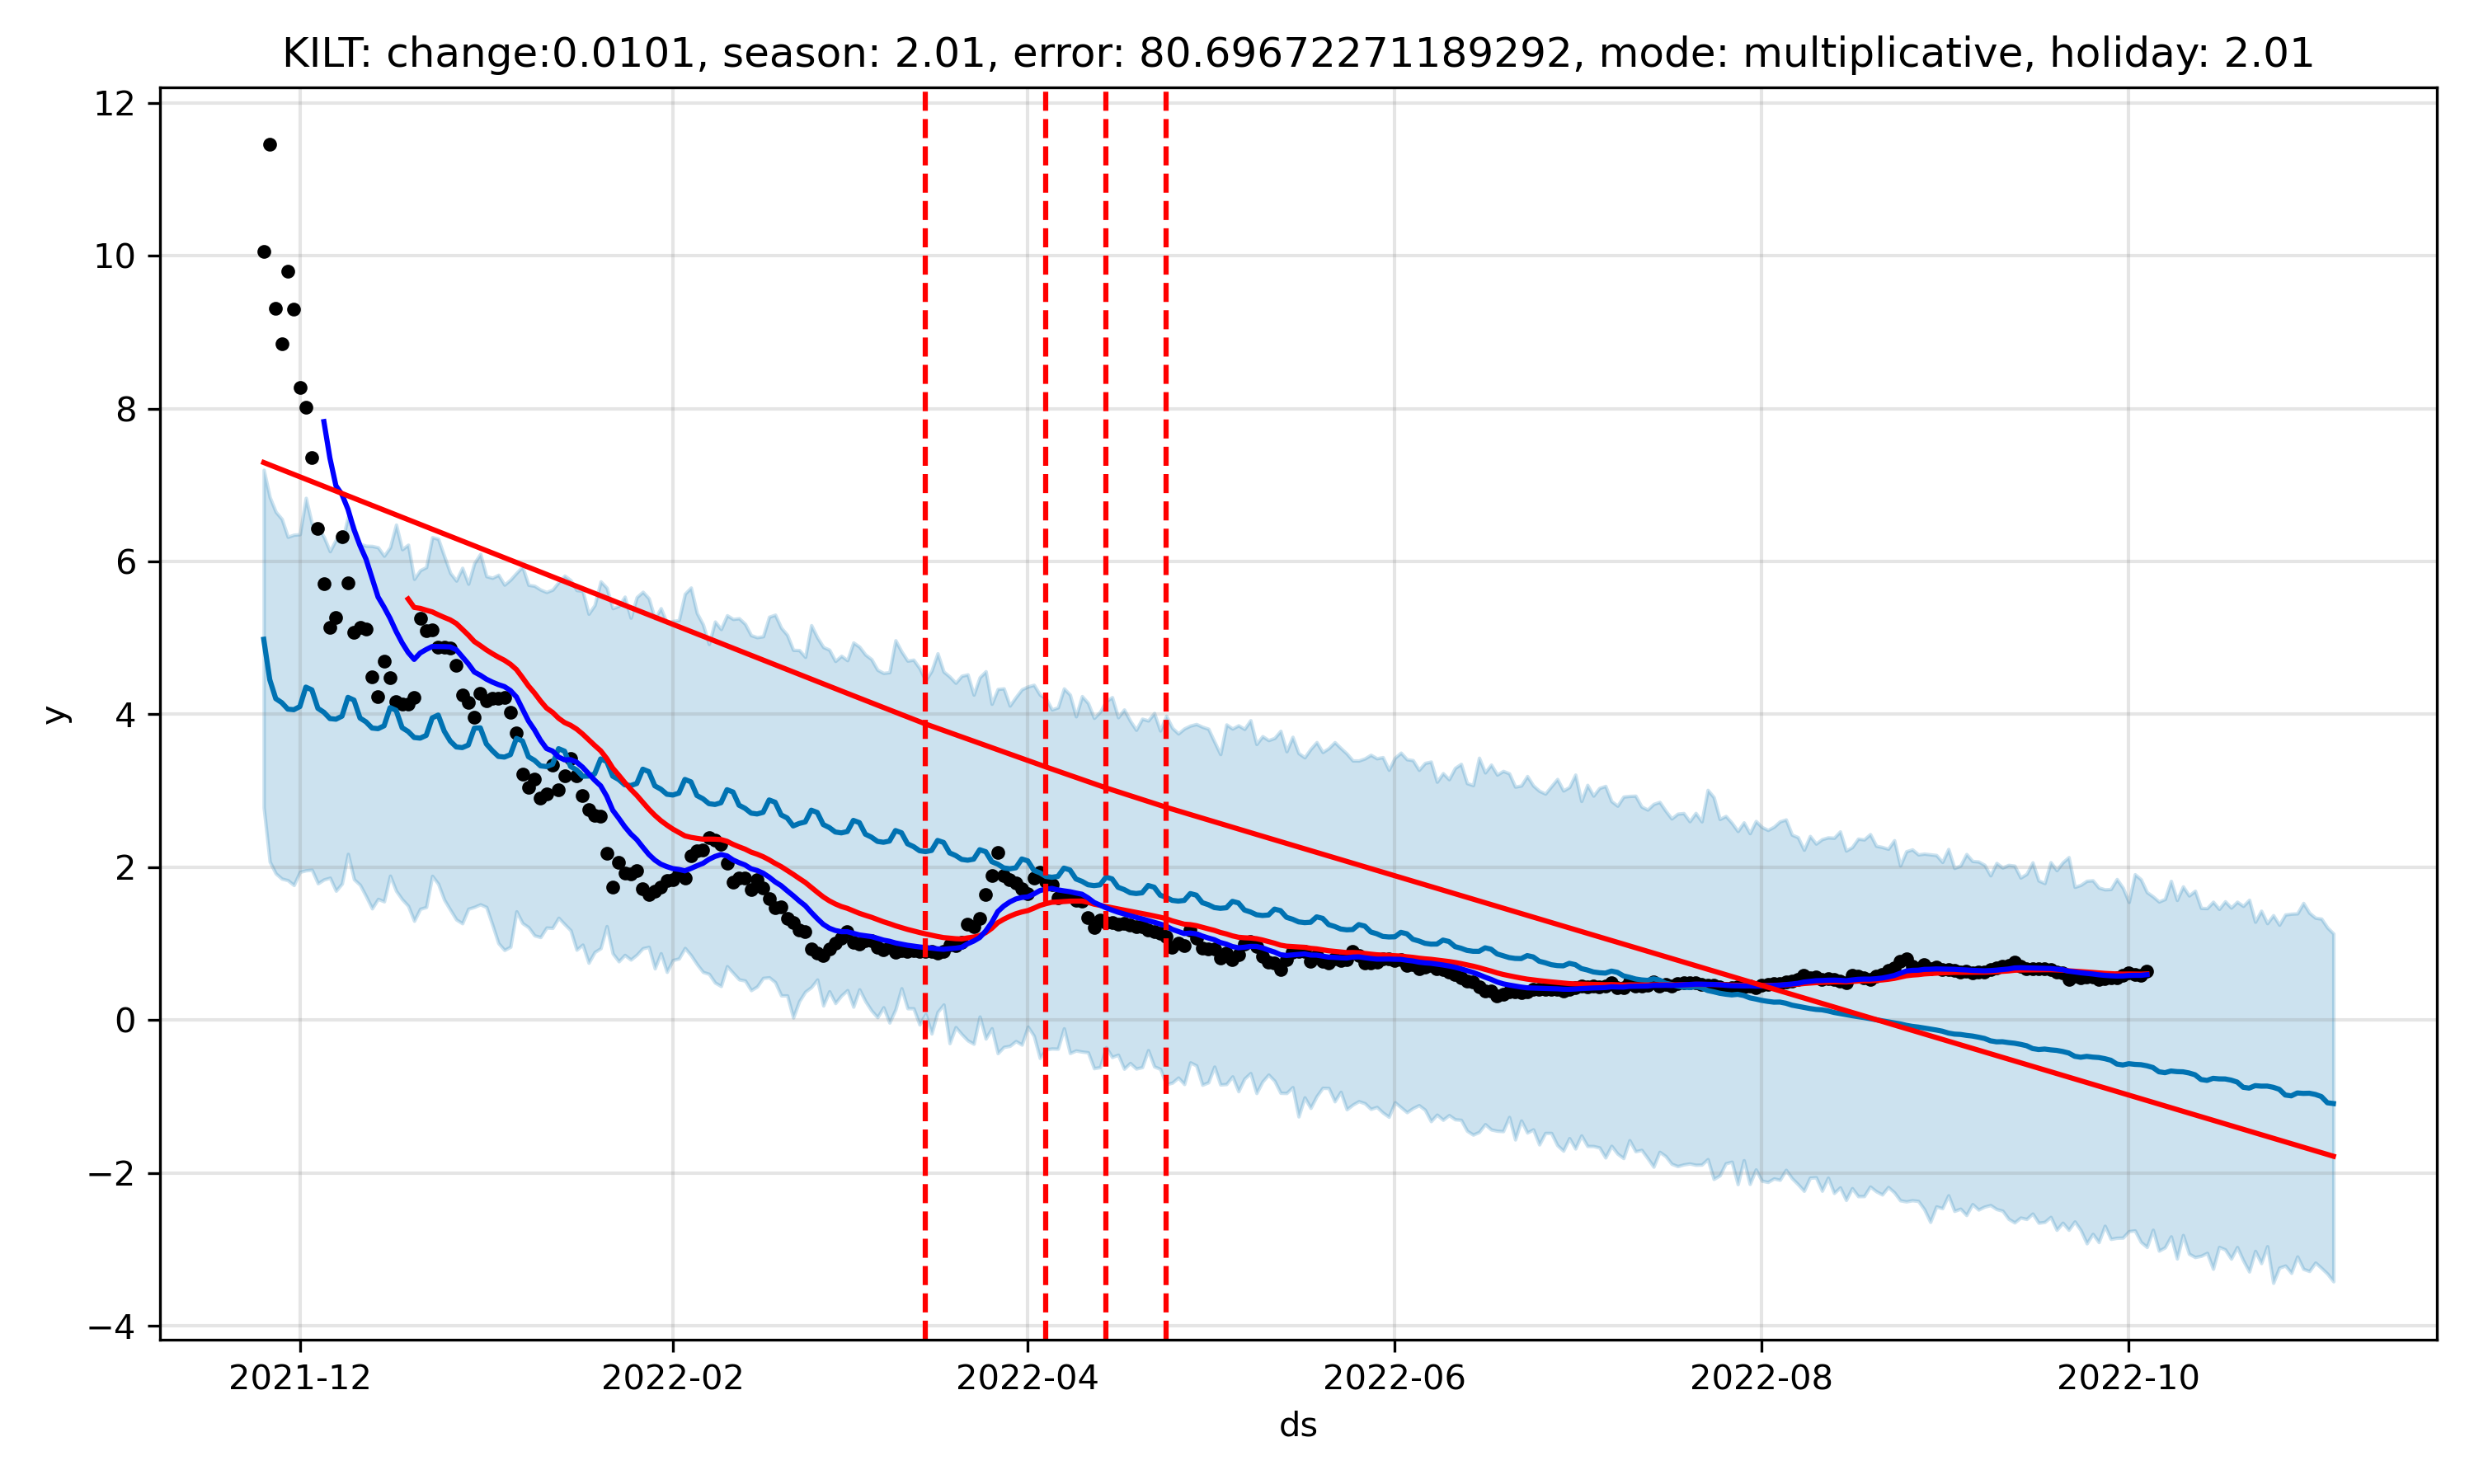 KILT: change:0.0101, season: 2.01, error: 80.69672271189292, mode: multiplicative, holiday: 2.01
12
10
8
6
4
2
0
−2
−4
y
2021-12 2022-02 2022-04 2022-06 2022-08 2022-10
ds